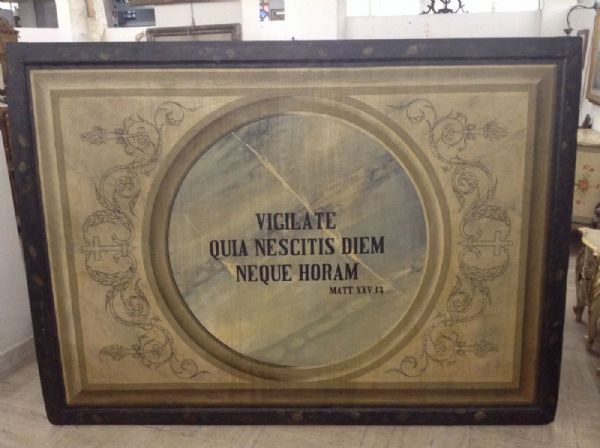 VIGILATE
QUIA NESCITIS DIEM
NEQUE HORAM
MATT. XXV.13